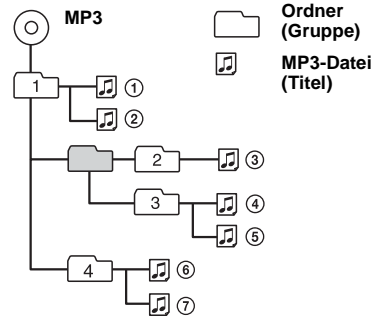 MP3
Ordner
(Gruppe)
MP3-Datei
(Titel)
1
①
②
2
③
3
④
⑤
4
⑥
⑦